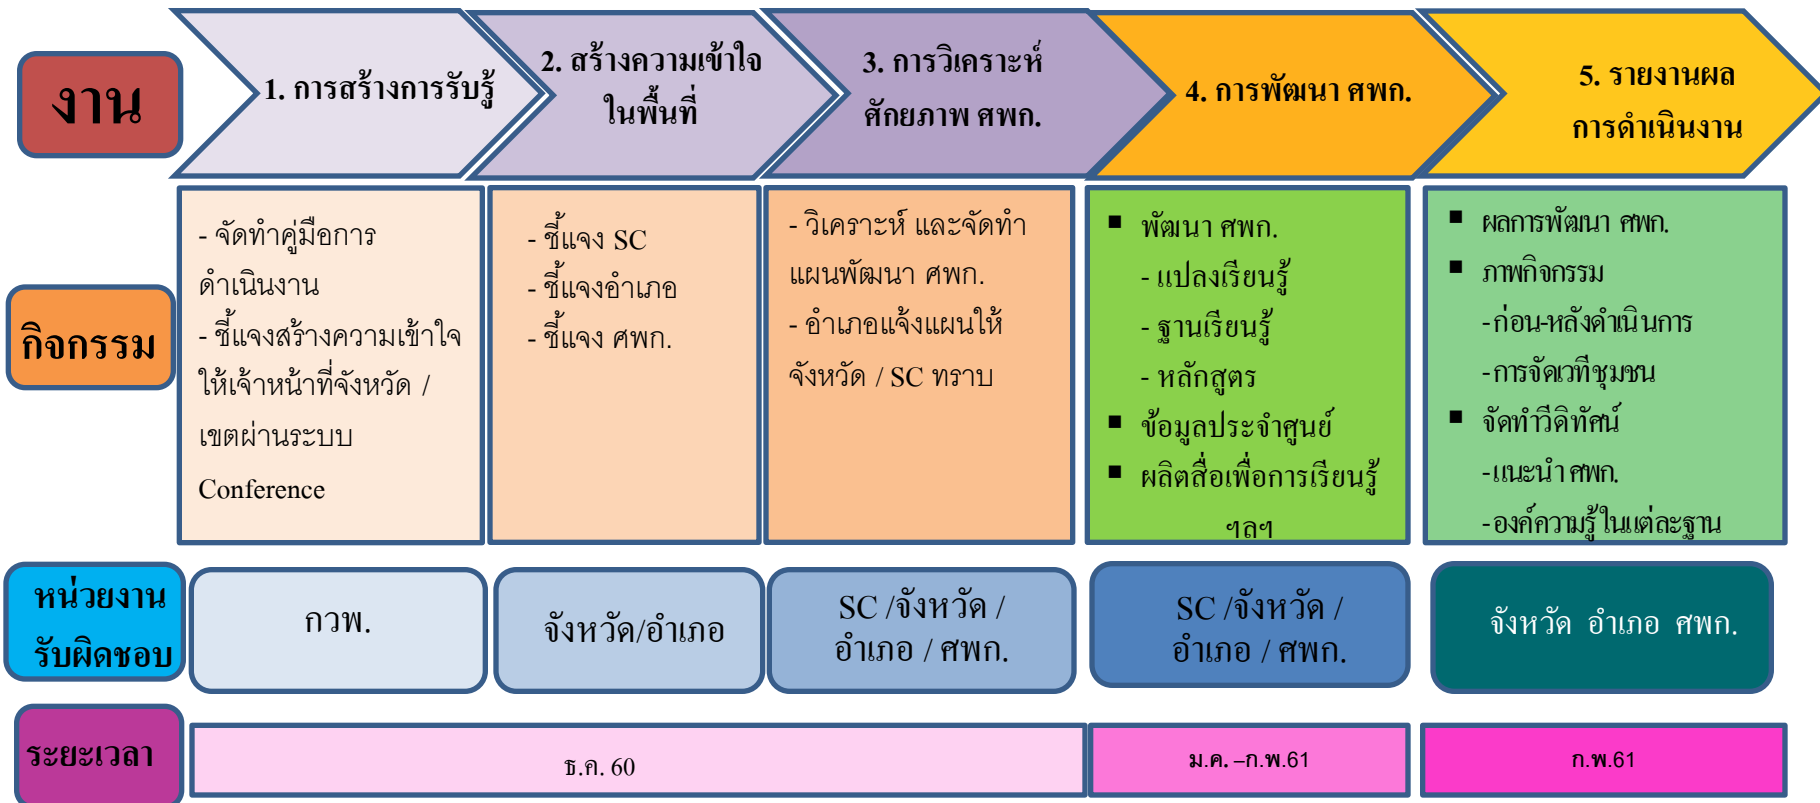 งาน
1. การสร้างการรับรู้
2. สร้างความเข้าใจ
ในพื้นที่
3. การวิเคราะห์
ศักยภาพ ศพก.
4. การพัฒนา ศพก.
5. รายงานผล
การดำเนินงาน
กิจกรรม
- จัดทำคู่มือการ
ดำเนินงาน
- ชี้แจงสร้างความเข้าใจ
ให้เจ้าหน้าที่จังหวัด /
เขตผ่านระบบ
Conference
- ชี้แจง SC
- ชี้แจงอำเภอ
- ชี้แจง ศพก.
- วิเคราะห์ และจัดทำ
แผนพัฒนา ศพก.
- อำเภอแจ้งแผนให้
จังหวัด / SC ทราบ
▪ พัฒนา ศพก.
- แปลงเรียนรู้
- ฐานเรียนรู้
- หลักสูตร
▪ ข้อมูลประจำศูนย์
▪ ผลิตสื่อเพื่อการเรียนรู้
ฯลฯ
▪ ผลการพัฒนา ศพก.
▪ ภาพกิจกรรม
-ก่อน-หลังดำเนินการ
-การจัดเวทีชุมชน
▪ จัดทำวีดิทัศน์
-แนะนำ ศพก.
-องค์ความรู้ในแต่ละฐาน
หน่วยงาน
รับผิดชอบ
กวพ.
จังหวัด/อำเภอ
SC /จังหวัด /
อำเภอ / ศพก.
SC /จังหวัด /
อำเภอ / ศพก.
จังหวัด อำเภอ ศพก.
ระยะเวลา
ธ.ค. 60
ม.ค. –ก.พ.61
ก.พ.61